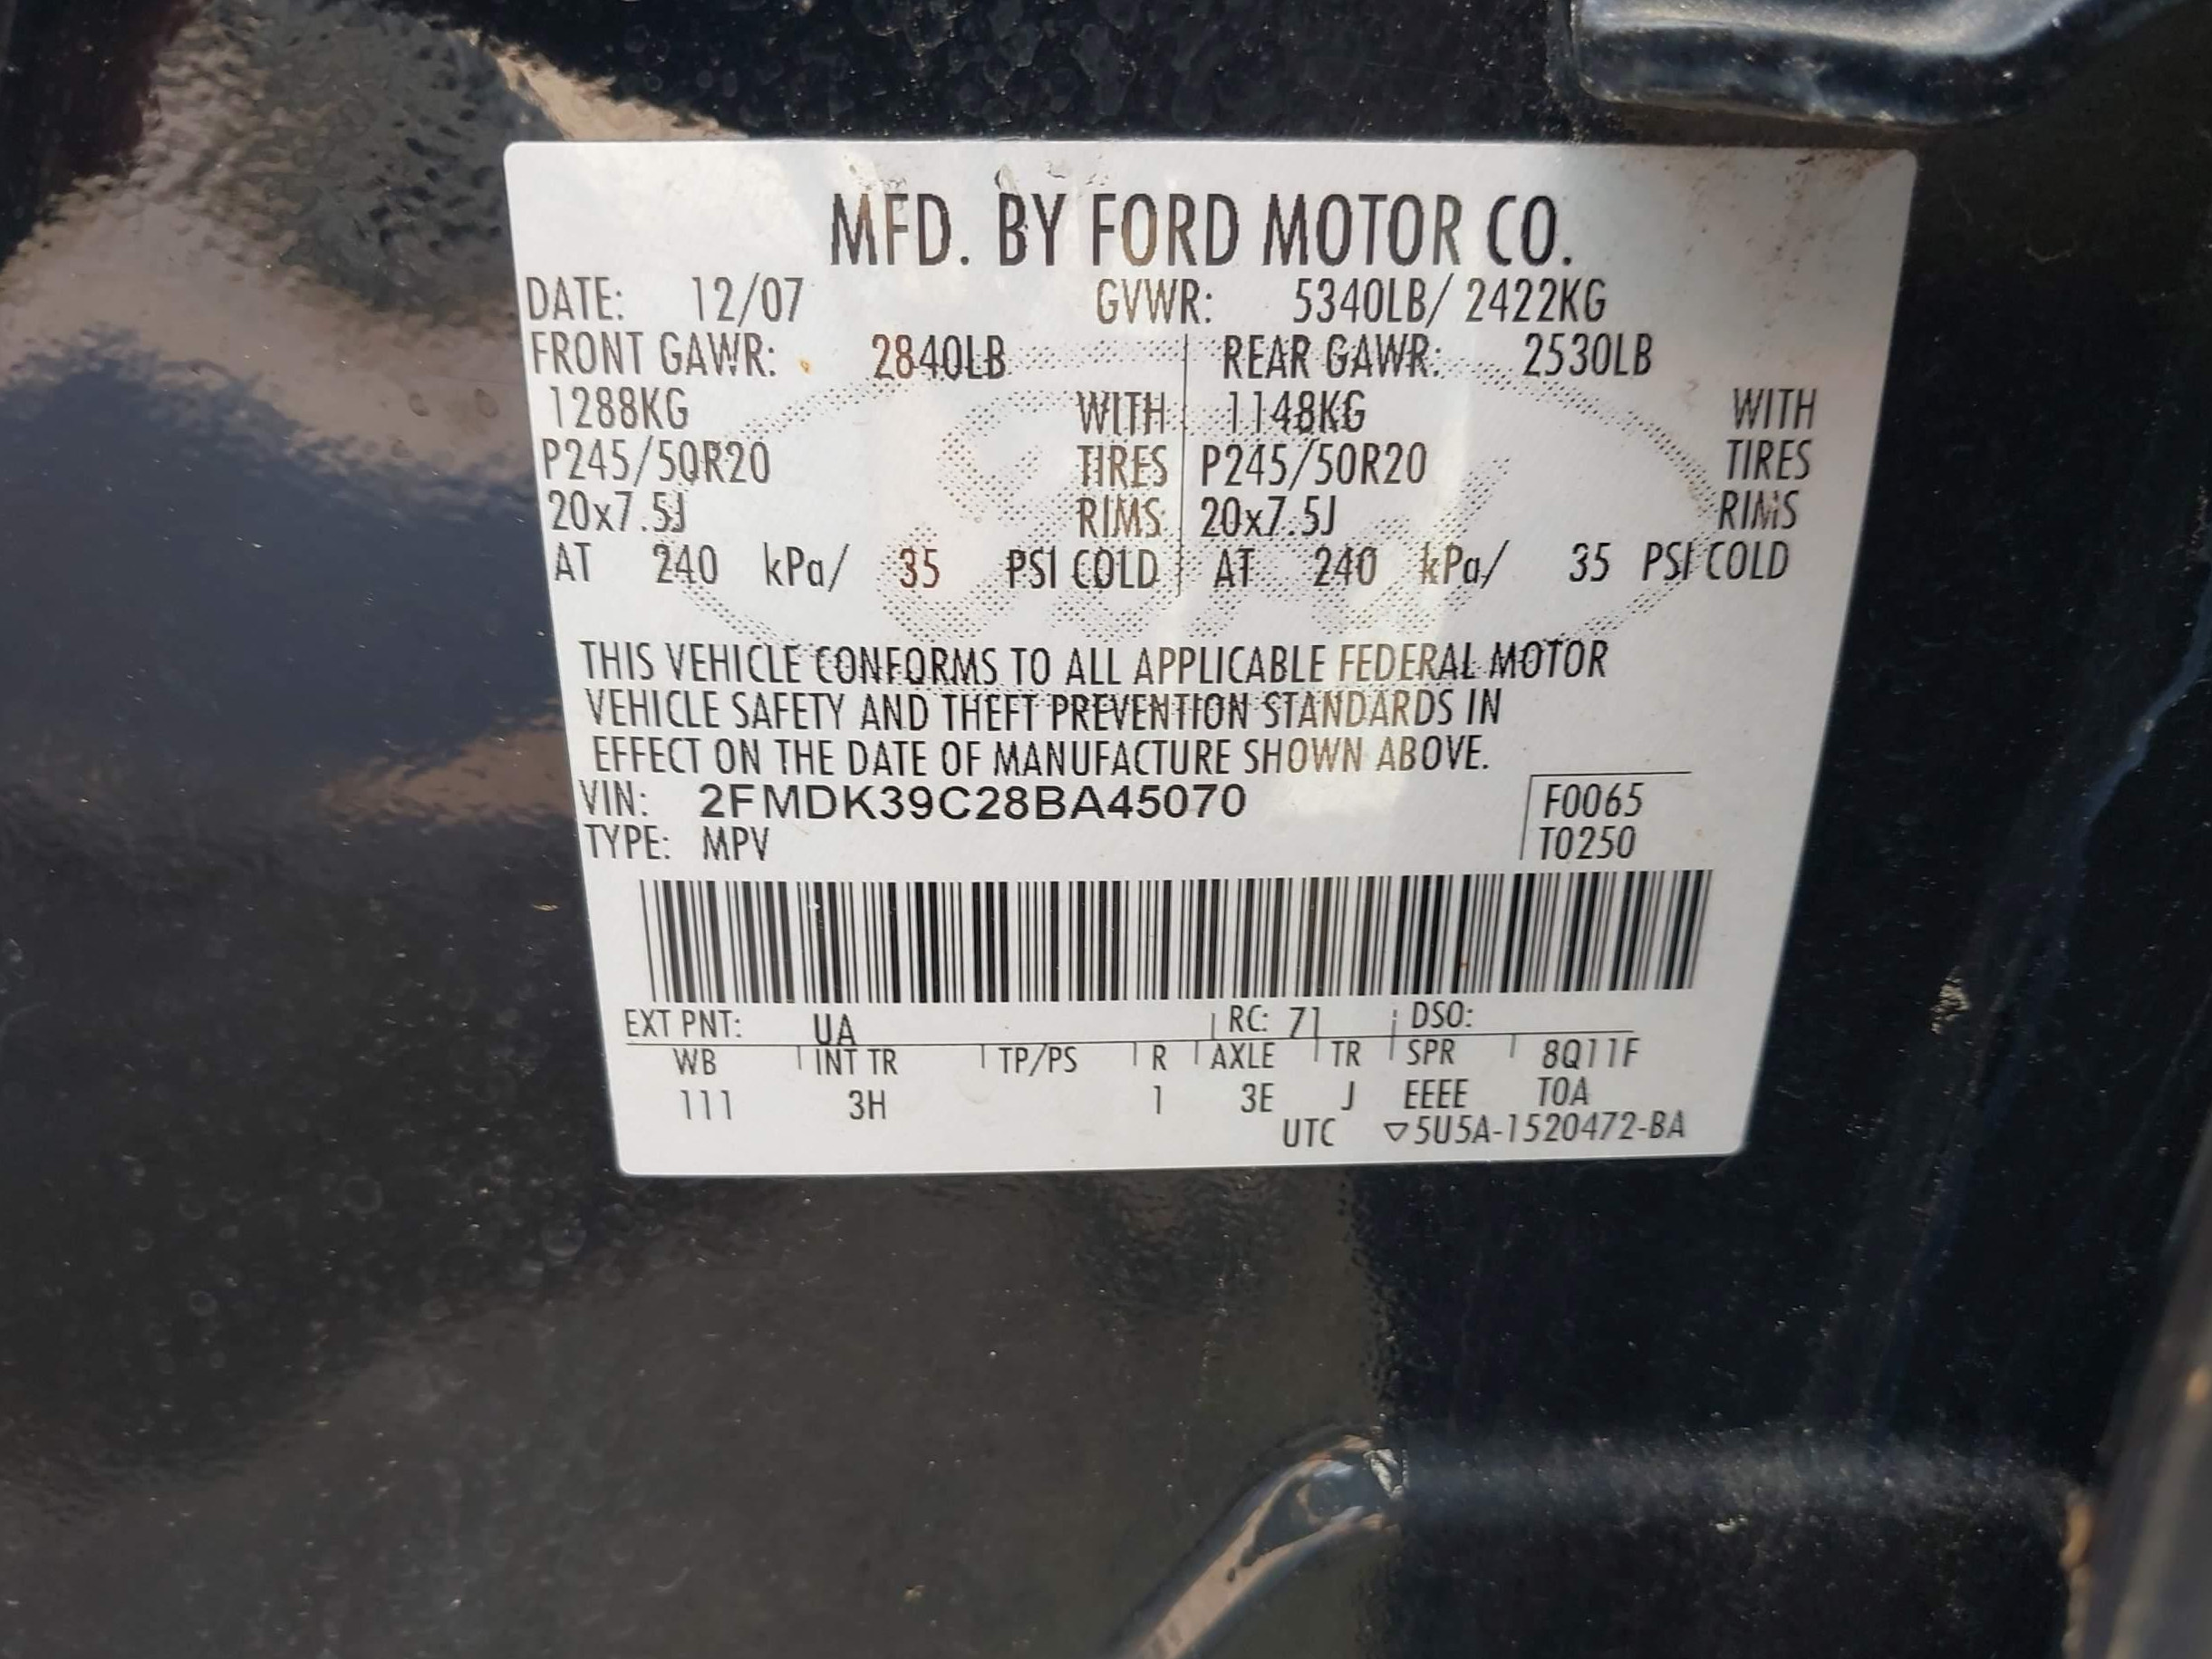 MFD. BY FORD MOTOR CO.
DATE: 12/07 GVWR: 5340LB/ 2422KG
FRONT GAWR: 2840LB REAR GAWR: 2530LB
1288KG WITH 1148KG WITH
P245/50R20 TIRES P245/50R20 TIRES
20x7.5J RIMS 20x7.5J RIMS
AT 240 kPa/ 35 PSI COLD AT 240 kPa/ 35 PSI COLD
THIS VEHICLE CONFORMS TO ALL APPLICABLE FEDERAL MOTOR
VEHICLE SAFETY AND THEFT PREVENTION STANDARDS IN
EFFECT ON THE DATE OF MANUFACTURE SHOWN ABOVE.
VIN: 2FMDK39C28BA45070 F0065
TYPE: MPV T0250
EXT PNT: UA RC: 71 DSO:
WB INT TR TP/PS R AXLE TR SPR 8Q11F
111 3H 1 3E J EEEE TOA
UTC ▽5U5A-1520472-BA